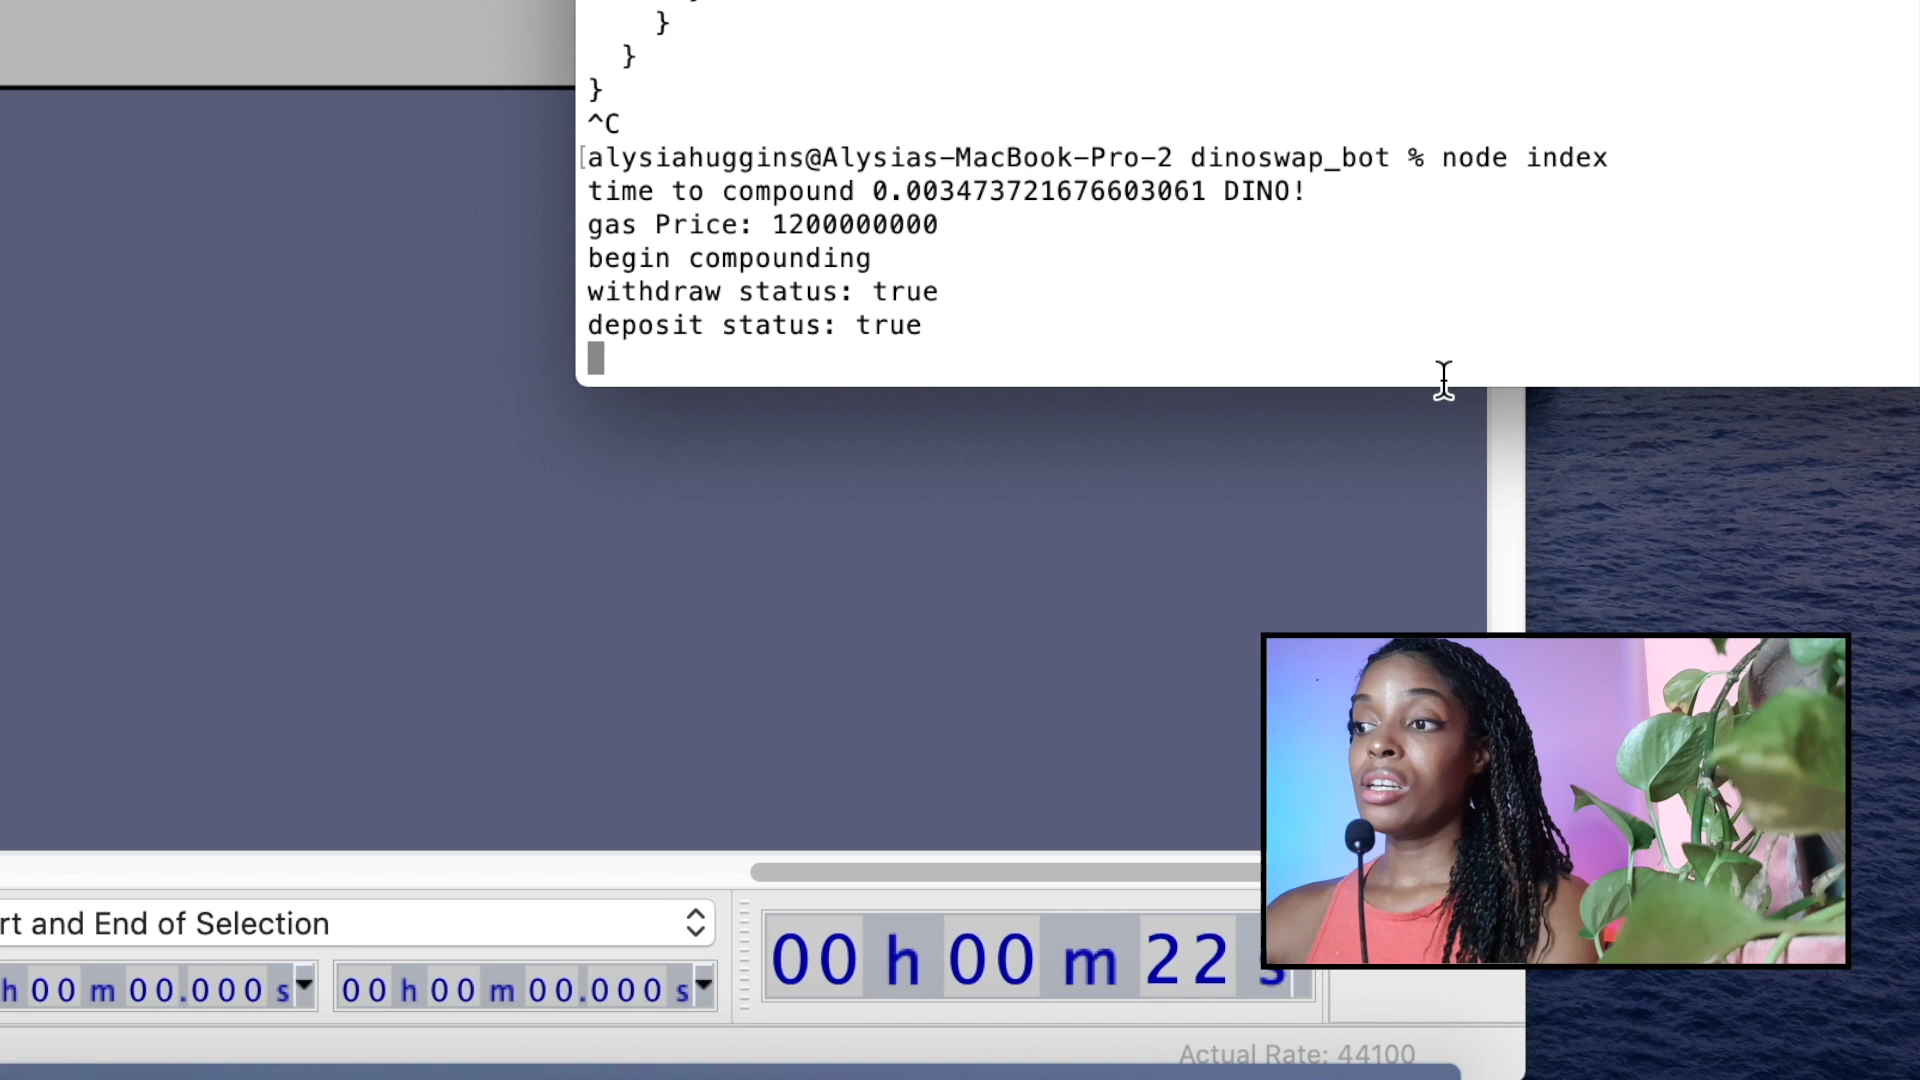 }
}
}
^C
[alysiahuggins@Alysias-MacBook-Pro-2 dinoswap_bot % node index
time to compound 0.003473721676603061 DINO!
gas Price: 1200000000
begin compounding
withdraw status: true
deposit status: true
rt and End of Selection
h 00 m 00.000 s
00 h 00 m 00.000 s
00 h 00 m 22 s
Actual Rate: 44100